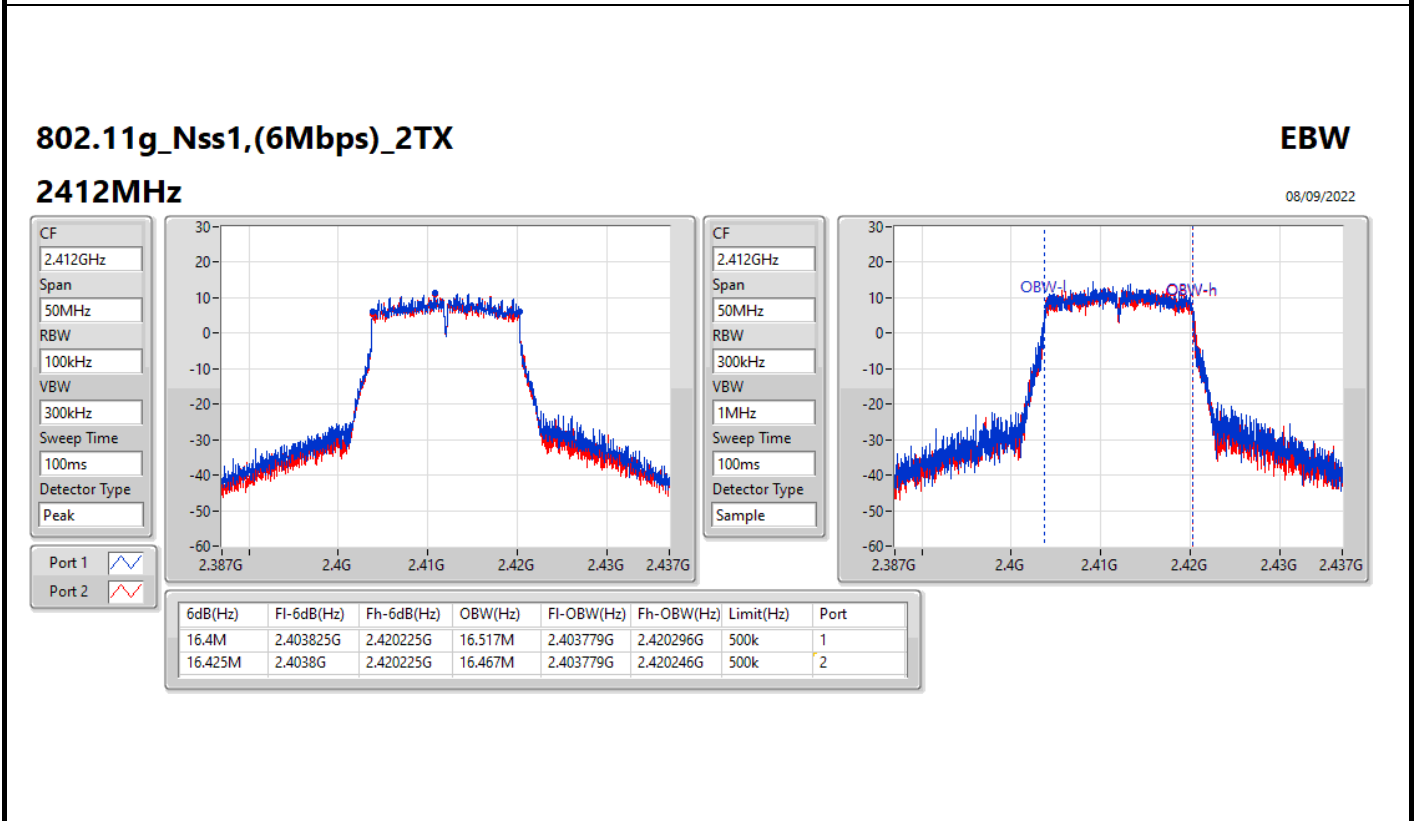 802.11g_Nss1,(6Mbps)_2TX
EBW
2412MHz
08/09/2022
CF
2.412GHz
Span
50MHz
RBW
100kHz
VBW
300kHz
Sweep Time
100ms
Detector Type
Peak
Port 1
Port 2
30
20
10
0
-10
-20
-30
-40
-50
-60
2.387G 2.4G 2.41G 2.42G 2.43G 2.437G
CF
2.412GHz
Span
50MHz
RBW
300kHz
VBW
1MHz
Sweep Time
100ms
Detector Type
Sample
30
20
10
0
-10
-20
-30
-40
-50
-60
OBW-l OBW-h
2.387G 2.4G 2.41G 2.42G 2.43G 2.437G
6dB(Hz) Fl-6dB(Hz) Fh-6dB(Hz) OBW(Hz) Fl-OBW(Hz) Fh-OBW(Hz) Limit(Hz) Port
16.4M 2.403825G 2.420225G 16.517M 2.403779G 2.420296G 500k 1
16.425M 2.4038G 2.420225G 16.467M 2.403779G 2.420246G 500k 2